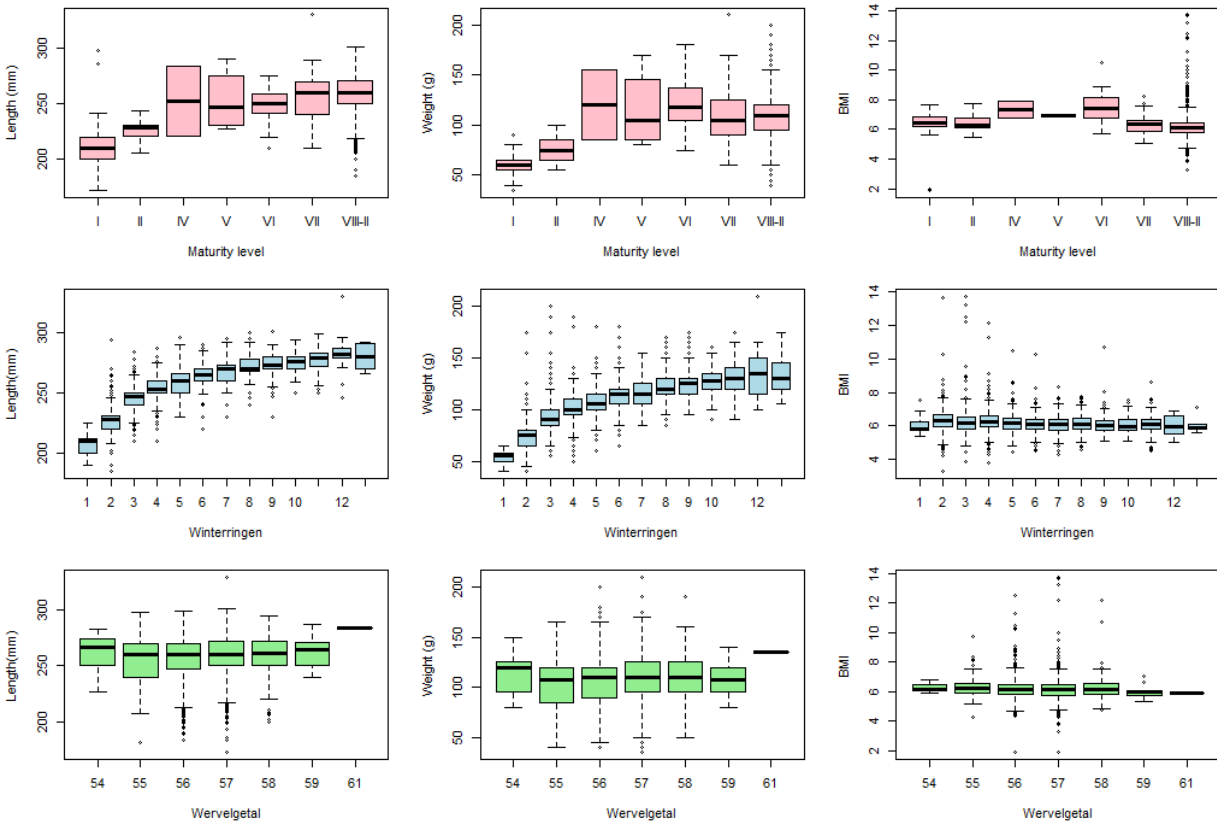 Length (mm)
300
250
200
I II IV V VI VII VIII-II
Maturity level
Weight (g)
200
150
100
50
I II IV V VI VII VIII-II
Maturity level
BMI
14
12
10
8
6
4
2
I II IV V VI VII VIII-II
Maturity level
Length(mm)
300
250
200
1 2 3 4 5 6 7 8 9 10 12
Winterringen
Weight (g)
200
150
100
50
1 2 3 4 5 6 7 8 9 10 12
Winterringen
BMI
14
12
10
8
6
4
1 2 3 4 5 6 7 8 9 10 12
Winterringen
Length(mm)
300
250
200
54 55 56 57 58 59 61
Wervelgetal
Weight (g)
200
150
100
50
54 55 56 57 58 59 61
Wervelgetal
BMI
14
12
10
8
6
4
2
54 55 56 57 58 59 61
Wervelgetal